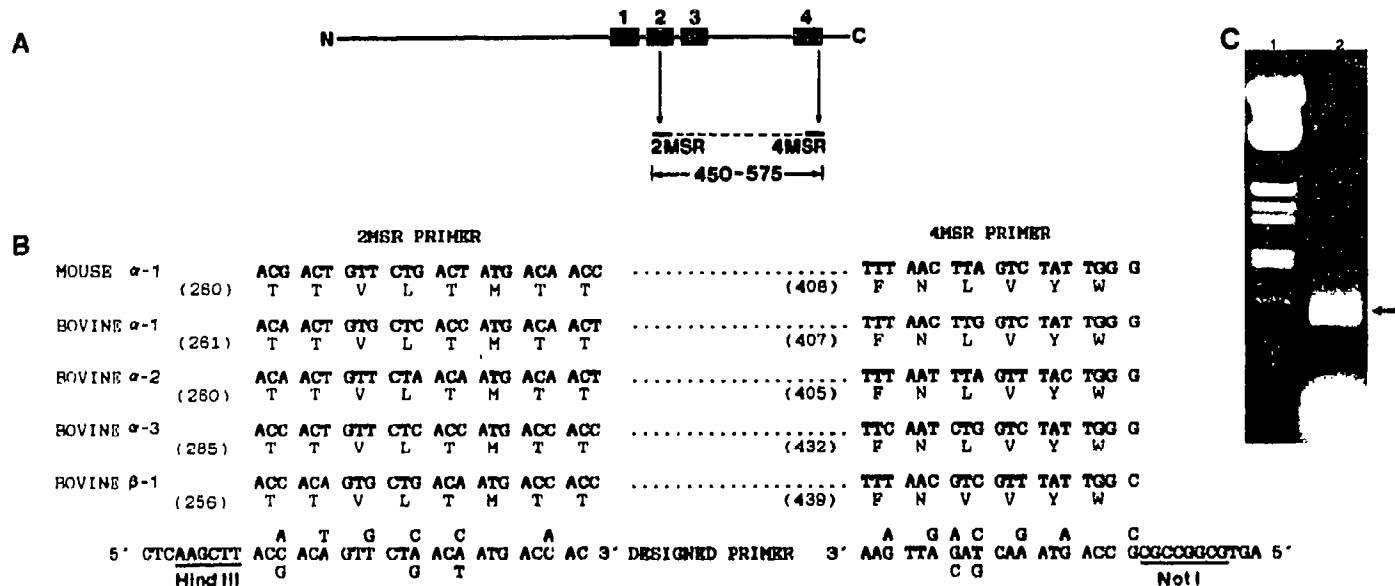 A
N
1 2 3 4
C
C
1 2
2MSR 4MSR
450-575
B
2MSR PRIMER 4MSR PRIMER
MOUSE α-1 ACG ACT GTT CTG ACT ATG ACA ACC .................... TTT AAC TTA GTC TAT TGG G
(260) T T V L T M T T (408) F N L V Y W
BOVINE α-1 ACA ACT GTG CTC ACC ATG ACA ACT .................... TTT AAC TTG GTC TAT TGG G
(261) T T V L T M T T (407) F N L V Y W
BOVINE α-2 ACA ACT GTT CTA ACA ATG ACA ACT .................... TTT AAT TTA GTT TAC TGG G
(260) T T V L T M T T (405) F N L V Y W
BOVINE α-3 ACC ACT GTT CTC ACC ATG ACC ACC .................... TTC AAT CTG GTC TAT TGG G
(285) T T V L T M T T (432) F N L V Y W
BOVINE β-1 ACC ACA GTG CTG ACC ATG ACC ACC .................... TTT AAC GTC GTT TAT TGG C
(256) T T V L T M T T (439) F N V V Y W
A T G C C A A G A C G A C
5' CTCAAGCTT ACC ACA GTT CTA ACA ATG ACC AC 3' DESIGNED PRIMER 3' AAG TTA GAT CAA ATG ACC GCGCCGGCGTGA 5'
G G T C G
Hind III Not I